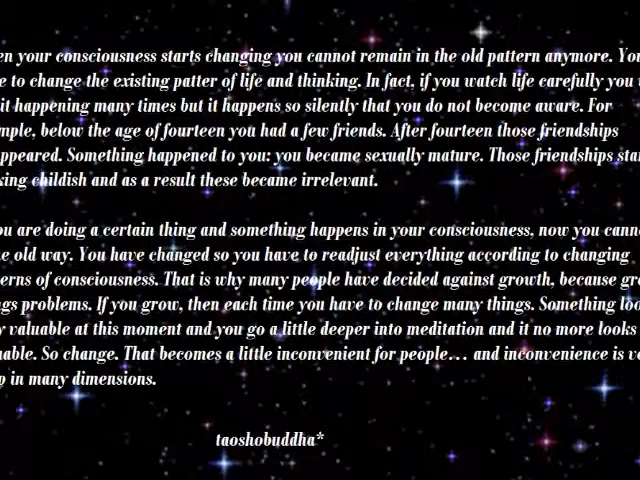 en your consciousness starts changing you cannot remain in the old pattern anymore. You
e to change the existing patter of life and thinking. In fact, if you watch life carefully you
it happening many times but it happens so silently that you do not become aware. For
mple, below the age of fourteen you had a few friends. After fourteen those friendships
appeared. Something happened to you: you became sexually mature. Those friendships sta
king childish and as a result these became irrelevant.
ou are doing a certain thing and something happens in your consciousness, now you canno
e old way. You have changed so you have to readjust everything according to changing
erns of consciousness. That is why many people have decided against growth, because gro
ngs problems. If you grow, then each time you have to change many things. Something loo
y valuable at this moment and you go a little deeper into meditation and it no more looks
uable. So change. That becomes a little inconvenient for people… and inconvenience is ve
p in many dimensions.
taoshobuddha*